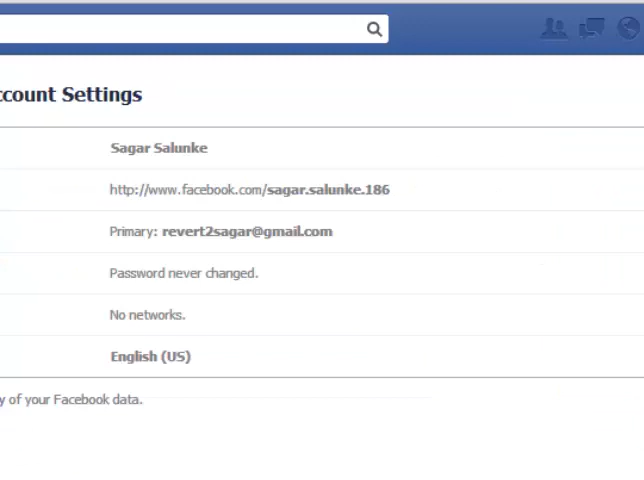 ccount Settings
Sagar Salunke
http://www.facebook.com/sagar.salunke.186
Primary: revert2sagar@gmail.com
Password never changed.
No networks.
English (US)
y of your Facebook data.